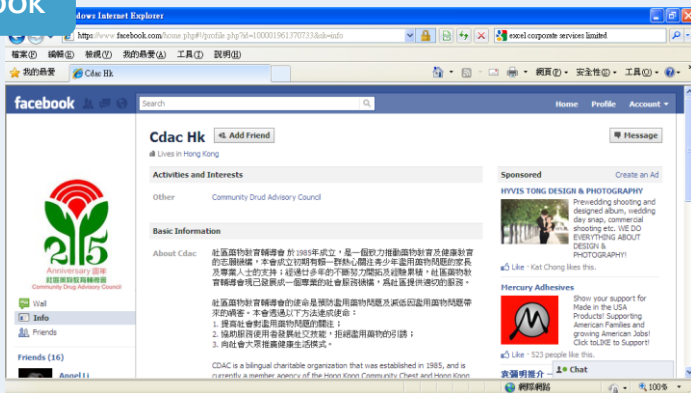 OOK
dows Internet Explorer
https://www.facebook.com/home.php#!/profile.php?id=100001961370733&sk=info
excel corporate services limited
檔案(F) 編輯(E) 檢視(V) 我的最愛(A) 工具(T) 說明(H)
我的最愛
Cdac Hk
網頁(P)
安全性(S)
工具(O)
facebook
Search
Home Profile Account
Cdac Hk
Add Friend
Message
Lives in Hong Kong
Activities and Interests
Other
Community Drud Advisory Council
Basic Information
About Cdac
社區藥物教育輔導會 於1985年成立,是一個致力推動藥物教育及健康教育
的志願機構,本會成立初期有賴一群熱心關注青少年濫用藥物問題的家長
及專業人士的支持;經過廿多年的不斷努力開拓及經驗累積,社區藥物教
育輔導會現已發展成一個專業的社會服務機構,為社區提供適切的服務。
社區藥物教育輔導會的使命是預防濫用藥物問題及減低因濫用藥物問題帶
來的禍害。本會透過以下方法達成使命:
1. 提高社會對濫用藥物問題的關注;
2. 協助服務使用者發展社交技能,拒絕濫用藥物的引誘;
3. 向社會大眾推廣健康生活模式。
CDAC is a bilingual charitable organization that was established in 1985, and is
currently a member agency of the Hong Kong Community Chest and Hong Kong
25
Anniversary 週年
社區藥物教育輔導會
Community Drug Advisory Council
Wall
Info
Friends
Friends (16)
Angel Li
Sponsored
Create an Ad
HYVIS TONG DESIGN & PHOTOGRAPHY
Prewedding shooting and
designed album, wedding
day snap, commercial
shooting etc. WE DO
EVERYTHING ABOUT
DESIGN &
PHOTOGRAPHY!
Like · Kat Chong likes this.
Mercury Adhesives
Show your support for
Made in the USA
Products! Supporting
American Families and
growing American Jobs!
Click toLIKE to Support!
Like · 523 people like this.
袁彌明推介
Chat
網際網路
100%